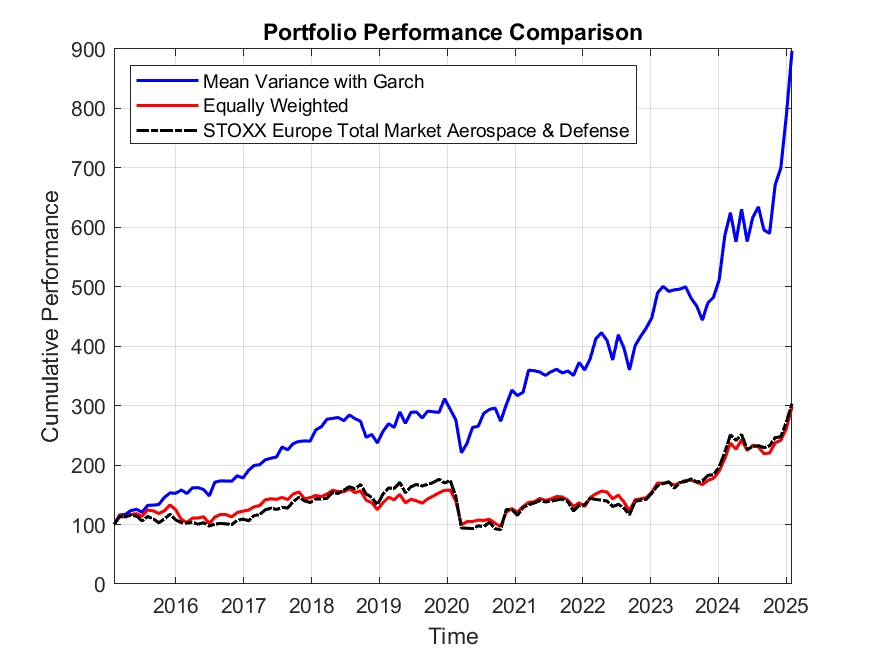 Portfolio Performance Comparison
900
800
700
600
500
400
300
200
100
0
Cumulative Performance
Mean Variance with Garch
Equally Weighted
STOXX Europe Total Market Aerospace & Defense
2016 2017 2018 2019 2020 2021 2022 2023 2024 2025
Time